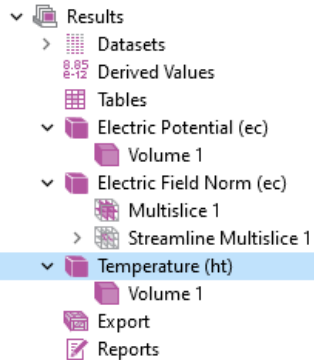 Results
Datasets
8.85
e-12 Derived Values
Tables
Electric Potential (ec)
Volume 1
Electric Field Norm (ec)
Multislice 1
Streamline Multislice 1
Temperature (ht)
Volume 1
Export
Reports